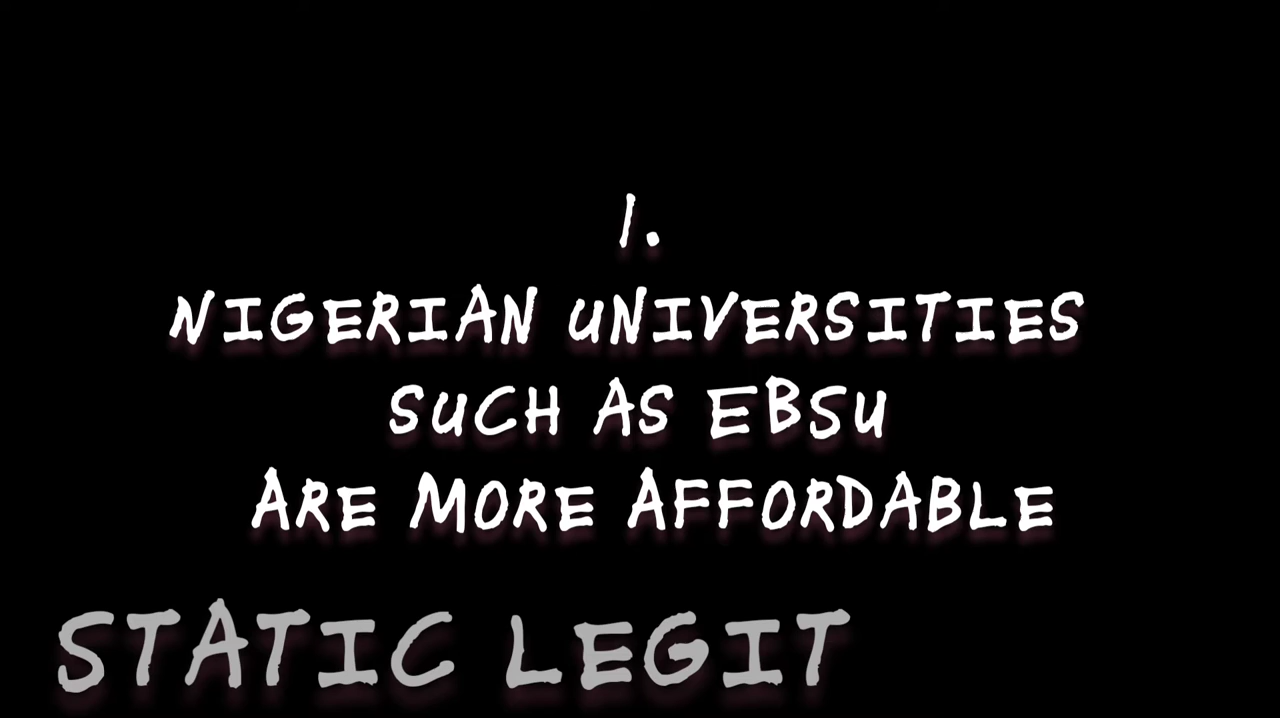 1.
NIGERIAN UNIVERSITIES
SUCH AS EBSU
ARE MORE AFFORDABLE
STATIC LEGIT